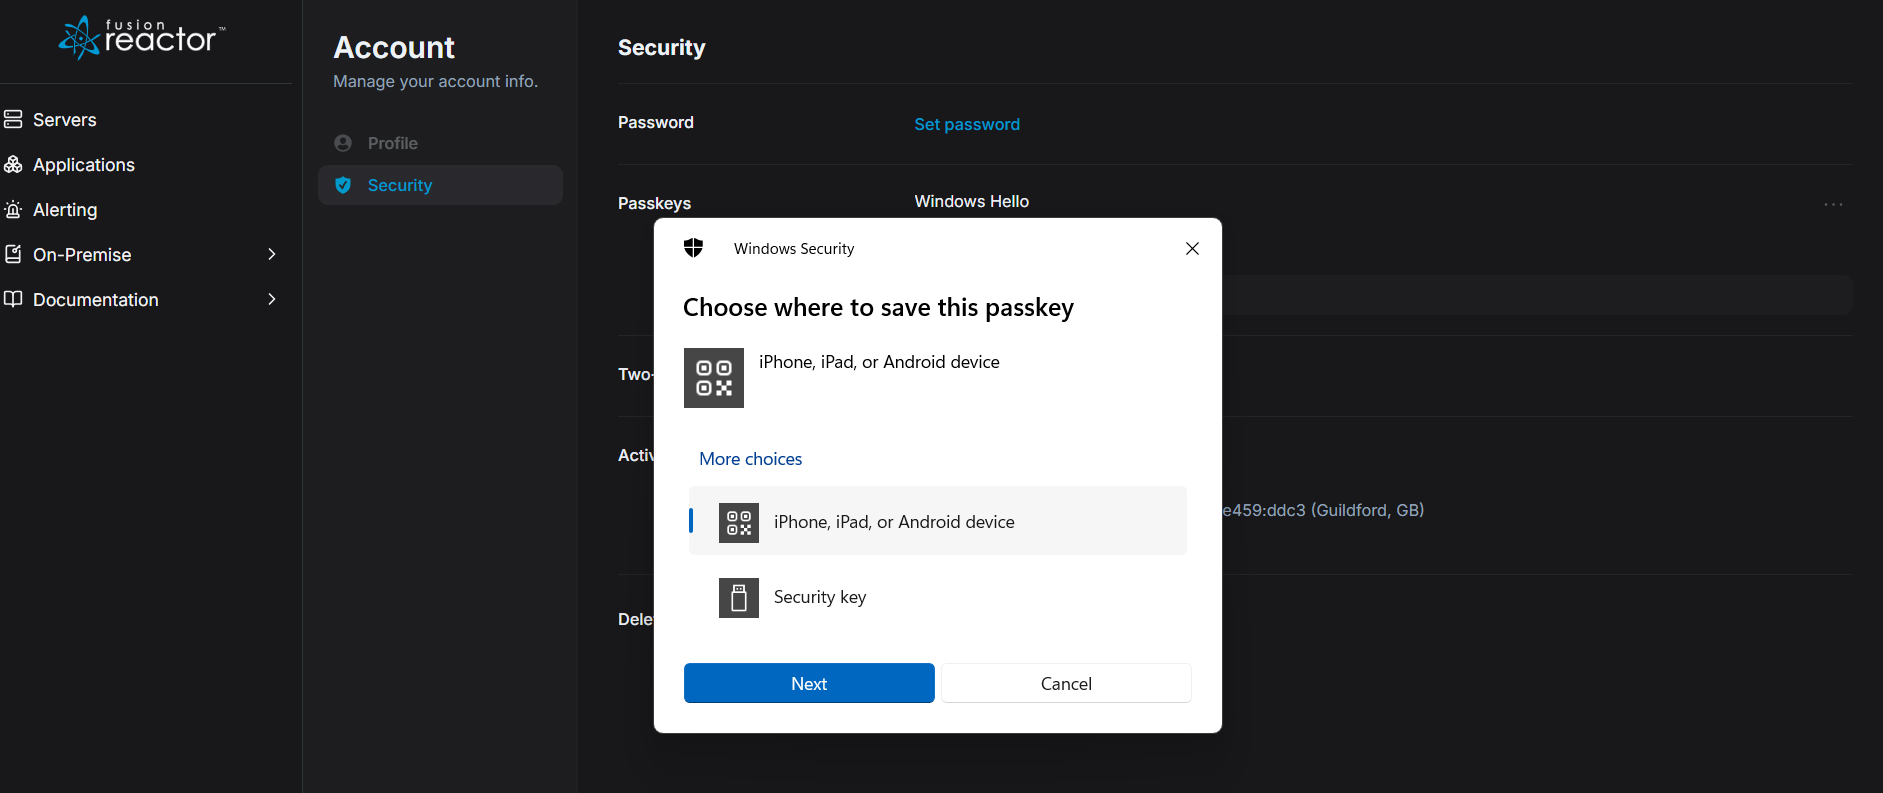 fusion
reactor™
Servers
Applications
Alerting
On-Premise
Documentation
Account
Manage your account info.
Profile
Security
Security
Password
Set password
Passkeys
Windows Hello
Two-
Activ
e459:ddc3 (Guildford, GB)
Dele
Windows Security
Choose where to save this passkey
iPhone, iPad, or Android device
More choices
iPhone, iPad, or Android device
Security key
Next
Cancel